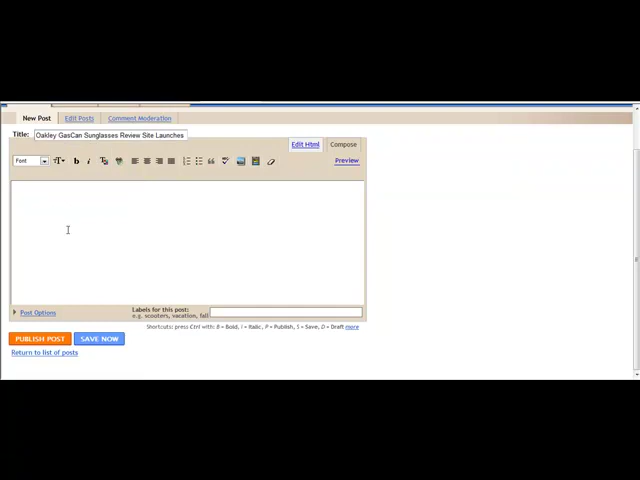 New Post Edit Posts Comment Moderation
Title: Oakley GasCan Sunglasses Review Site Launches
Edit Html Compose
Font b i Preview
Post Options Labels for this post:
e.g. scooters, vacation, fall
Shortcuts: press Ctrl with: B = Bold, I = Italic, P = Publish, S = Save, D = Draft more
PUBLISH POST SAVE NOW
Return to list of posts